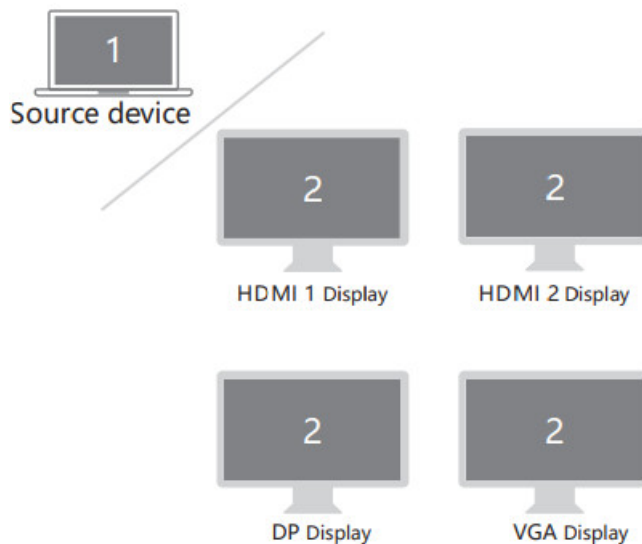 1
Source device
2
2
HDMI 1 Display
HDMI 2 Display
2
2
DP Display
VGA Display